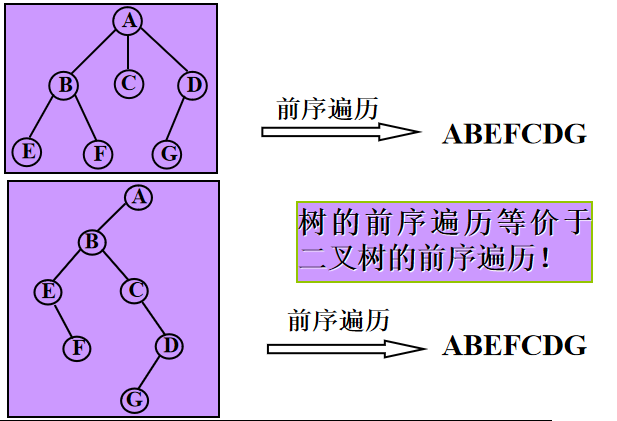 A
B C D
E F G
前序遍历
ABEFCDG
A
B
E C
F D
G
树的前序遍历等价于
二叉树的前序遍历！
前序遍历
ABEFCDG